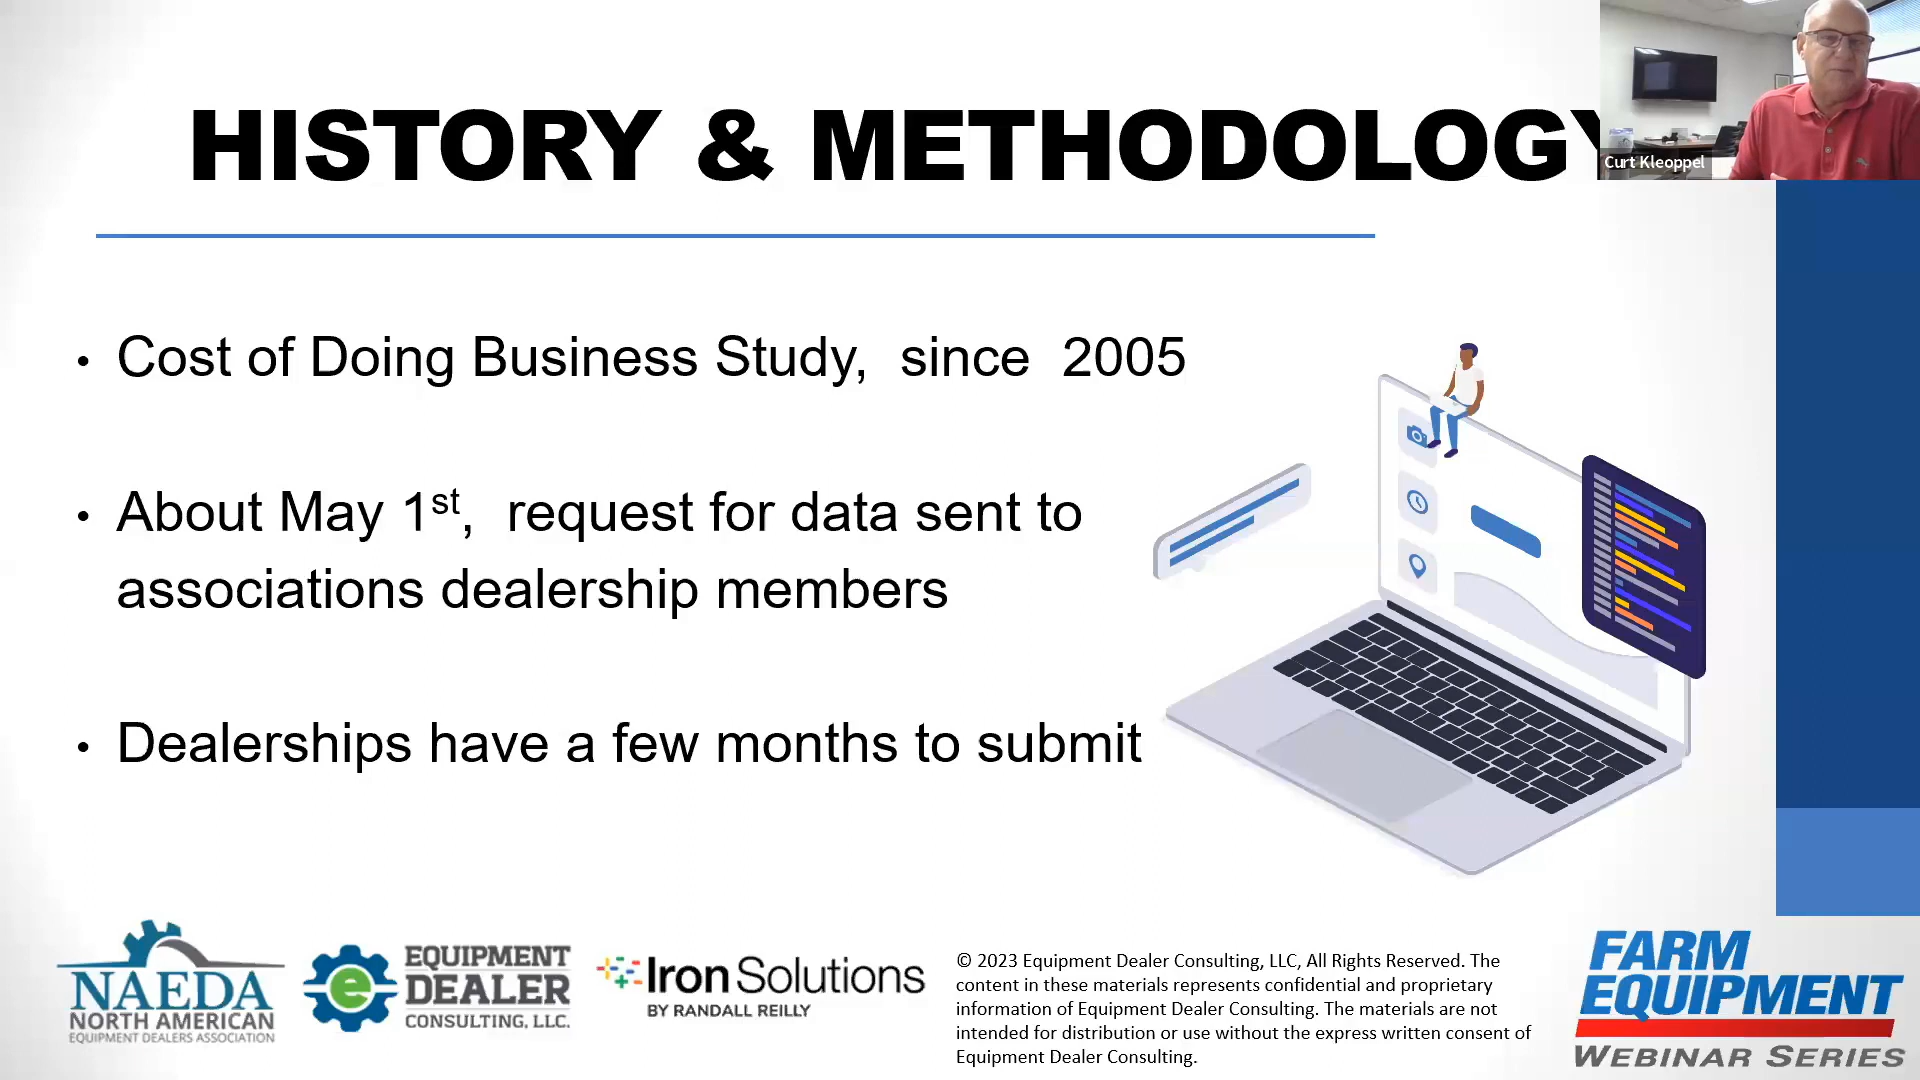 HISTORY & METHODOLOGY
Curt Kleoppel
• Cost of Doing Business Study, since 2005
• About May 1st, request for data sent to
associations dealership members
• Dealerships have a few months to submit
NAEDA
NORTH AMERICAN
EQUIPMENT DEALERS ASSOCIATION
e
EQUIPMENT
DEALER
CONSULTING, LLC.
Iron Solutions
BY RANDALL REILLY
© 2023 Equipment Dealer Consulting, LLC, All Rights Reserved. The
content in these materials represents confidential and proprietary
information of Equipment Dealer Consulting. The materials are not
intended for distribution or use without the express written consent of
Equipment Dealer Consulting.
FARM
EQUIPMENT
WEBINAR SERIES